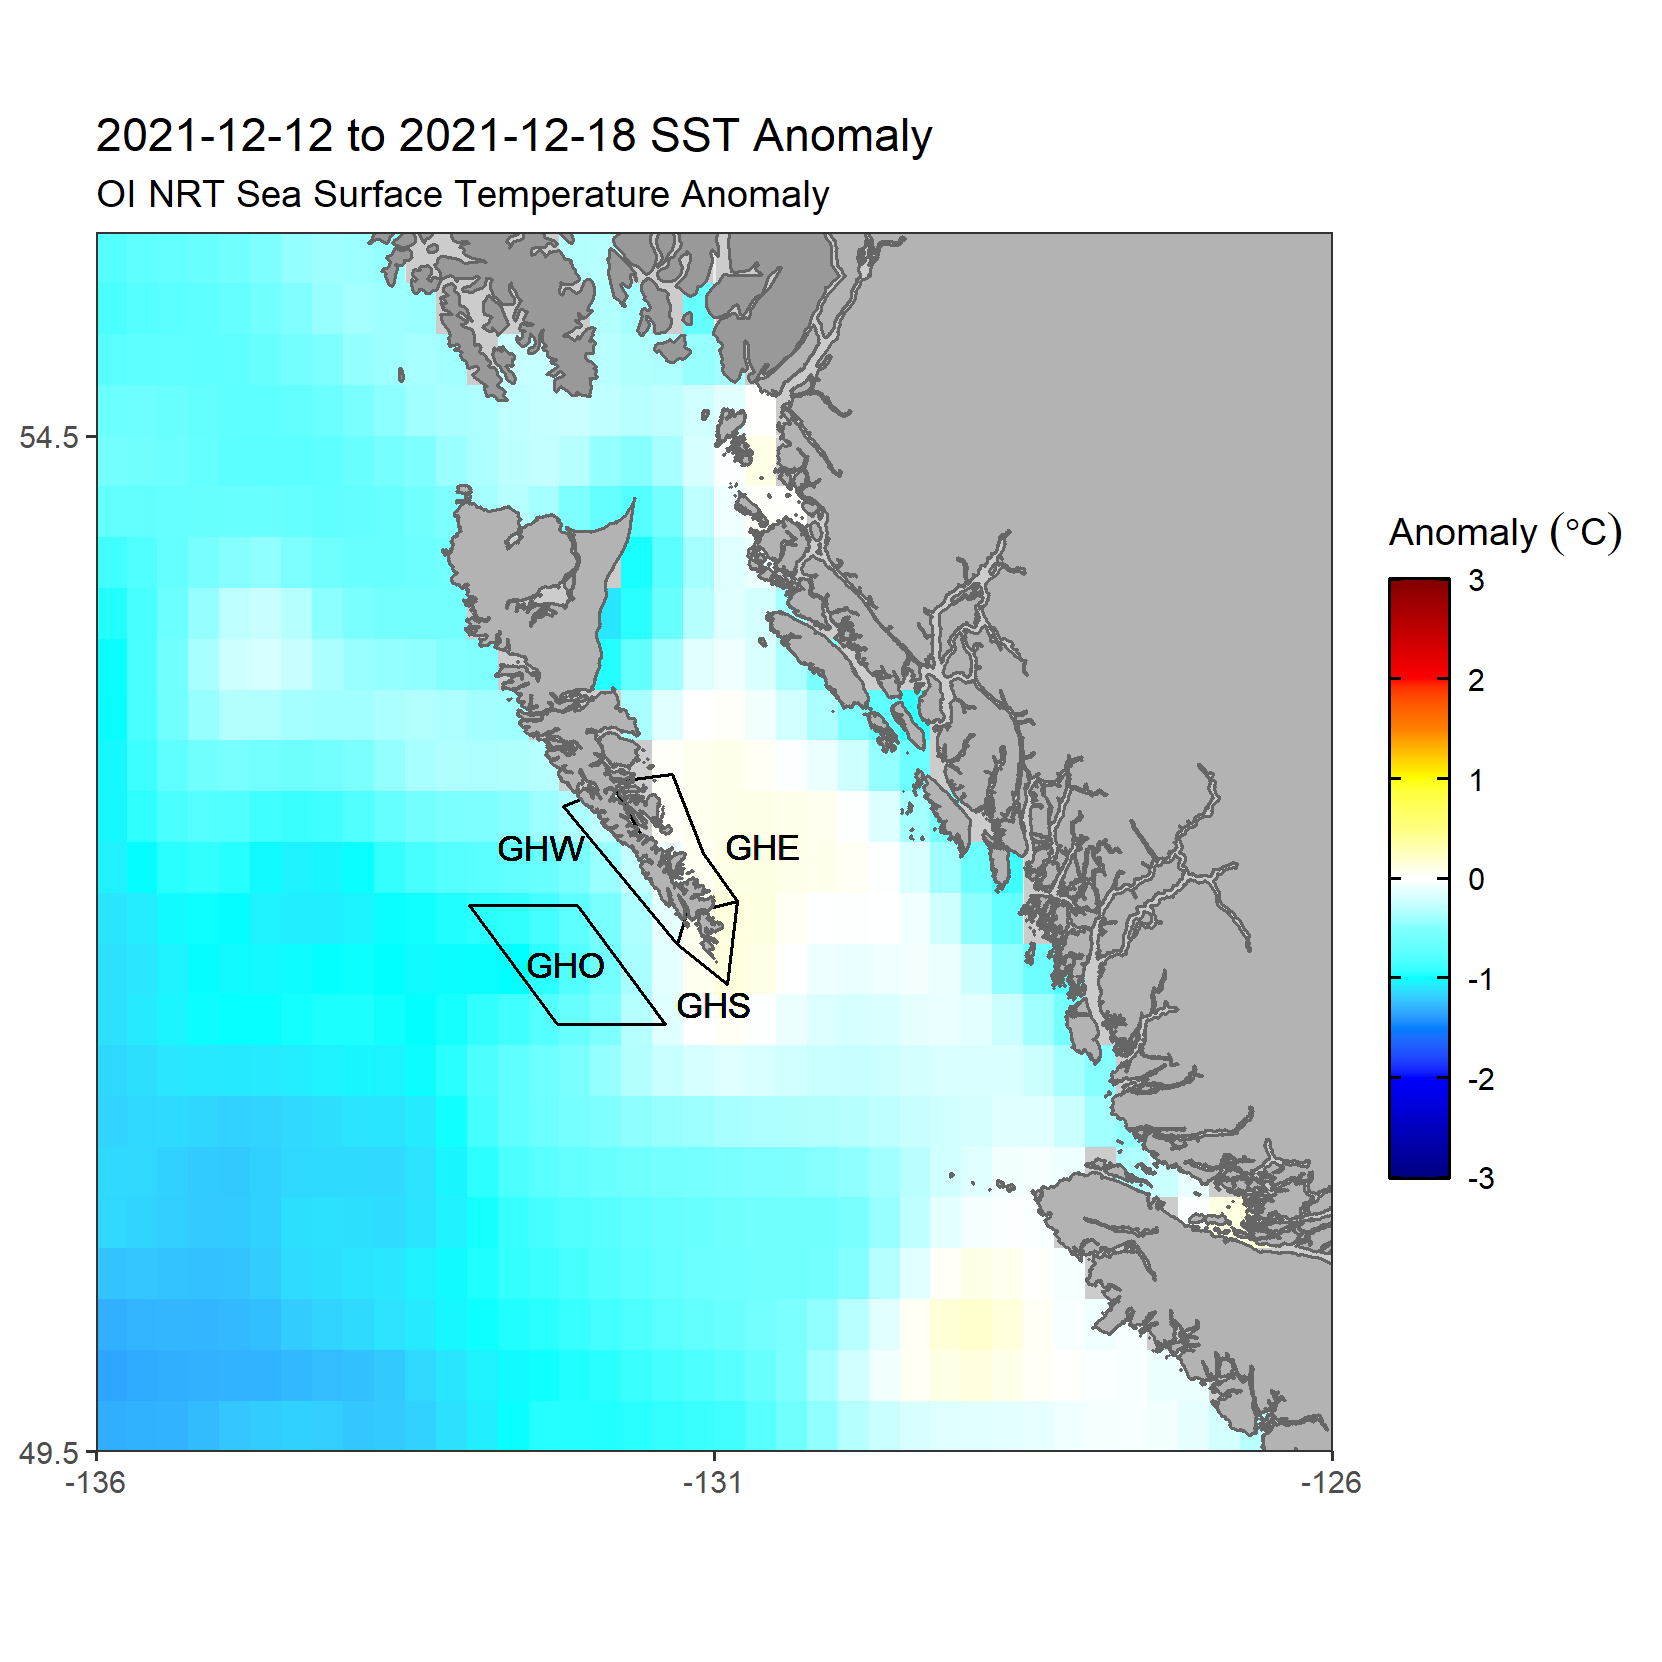 2021-12-12 to 2021-12-18 SST Anomaly
OI NRT Sea Surface Temperature Anomaly
54.5
49.5
-136
-131
-126
GHW
GHE
GHO
GHS
Anomaly (°C)
3
2
1
0
-1
-2
-3